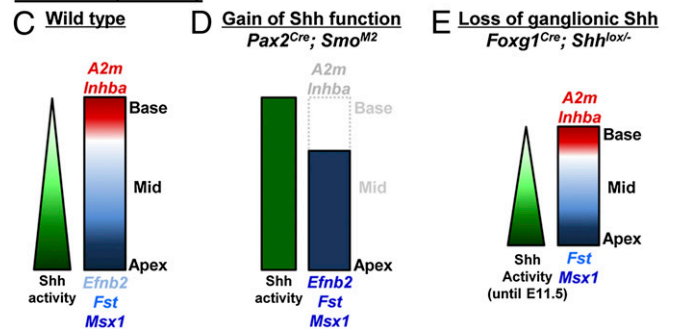 C Wild type
A2m
Inhba
Base
Mid
Apex
Shh
activity
Efnb2
Fst
Msx1
D Gain of Shh function
Pax2Cre; SmoM2
A2m
Inhba
Base
Mid
Apex
Shh
activity
Efnb2
Fst
Msx1
E Loss of ganglionic Shh
Foxg1Cre; Shhlox/-
A2m
Inhba
Base
Mid
Apex
Shh
Activity
(until E11.5)
Fst
Msx1